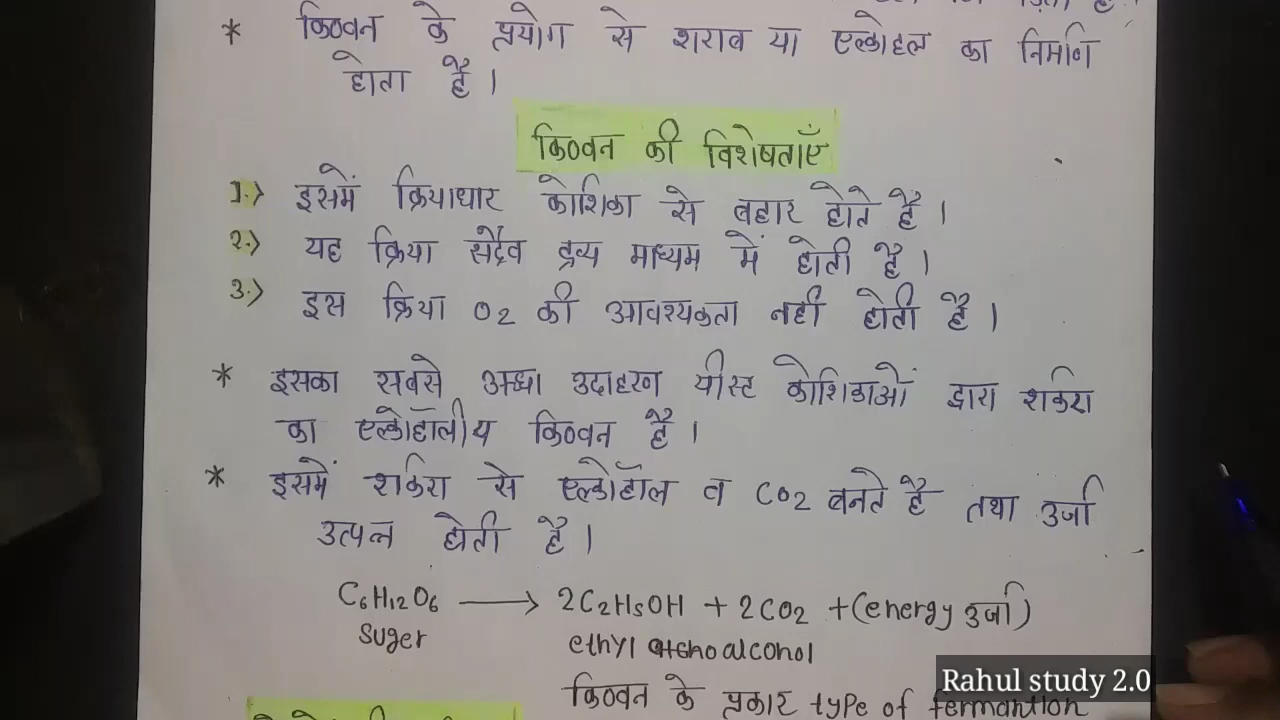 * किण्वन के प्रयोग से शराब या एल्कोहल का निर्माण
होता है।
किण्वन की विशेषताएँ
1.) इसमें क्रियाधार कोशिका से बहार होते है।
2.) यह क्रिया सदैव द्रव्य माध्यम में होती है।
3.) इस क्रिया O2 की आवश्यकता नही होती है।
* इसका सबसे अच्छा उदाहरण यीस्ट कोशिकाओं द्वारा शर्करा
का एल्कोहॉलीय किण्वन है।
* इसमें शर्करा से एल्कोहॉल व CO2 बनते है तथा उर्जा
उत्पन्न होती है।
C6H12O6 ⟶ 2C2H5OH + 2CO2 + (energy उर्जा)
suger ethyl alcohol
किण्वन के प्रकार type of fermantion
Rahul study 2.0